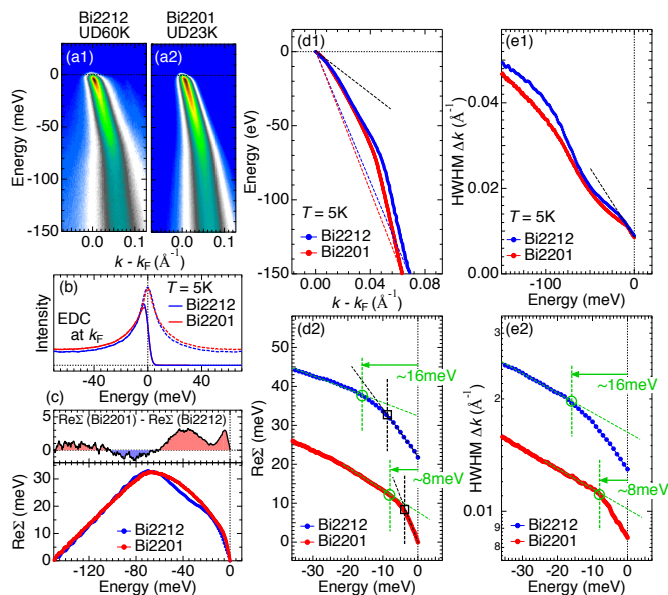 Bi2212
UD60K
Bi2201
UD23K
(a1)
(a2)
Energy (meV)
0
-50
-100
-150
0.0
0.1
0.0
0.1
k - kF (Å-1)
(b)
T = 5K
Bi2212
Bi2201
EDC
at kF
Intensity
-50
0
50
Energy (meV)
(c)
ReΣ (Bi2201) - ReΣ (Bi2212)
3
0
ReΣ
30
20
10
0
Bi2212
Bi2201
-120
-80
-40
0
Energy (meV)
(d1)
Energy (eV)
0
-50
-100
-150
T = 5K
Bi2212
Bi2201
0.00
0.04
0.08
k - kF (Å-1)
(e1)
HWHM Δk (Å-1)
0.04
0.02
0.00
T = 5K
Bi2212
Bi2201
-100
0
Energy (meV)
(d2)
~16meV
~8meV
ReΣ
50
40
30
20
10
0
Bi2212
Bi2201
-30
-20
-10
0
Energy (meV)
(e2)
~16meV
~8meV
HWHM Δk (Å-1)
3
2
0.01
9
8
Bi2212
Bi2201
-30
-20
-10
0
Energy (meV)